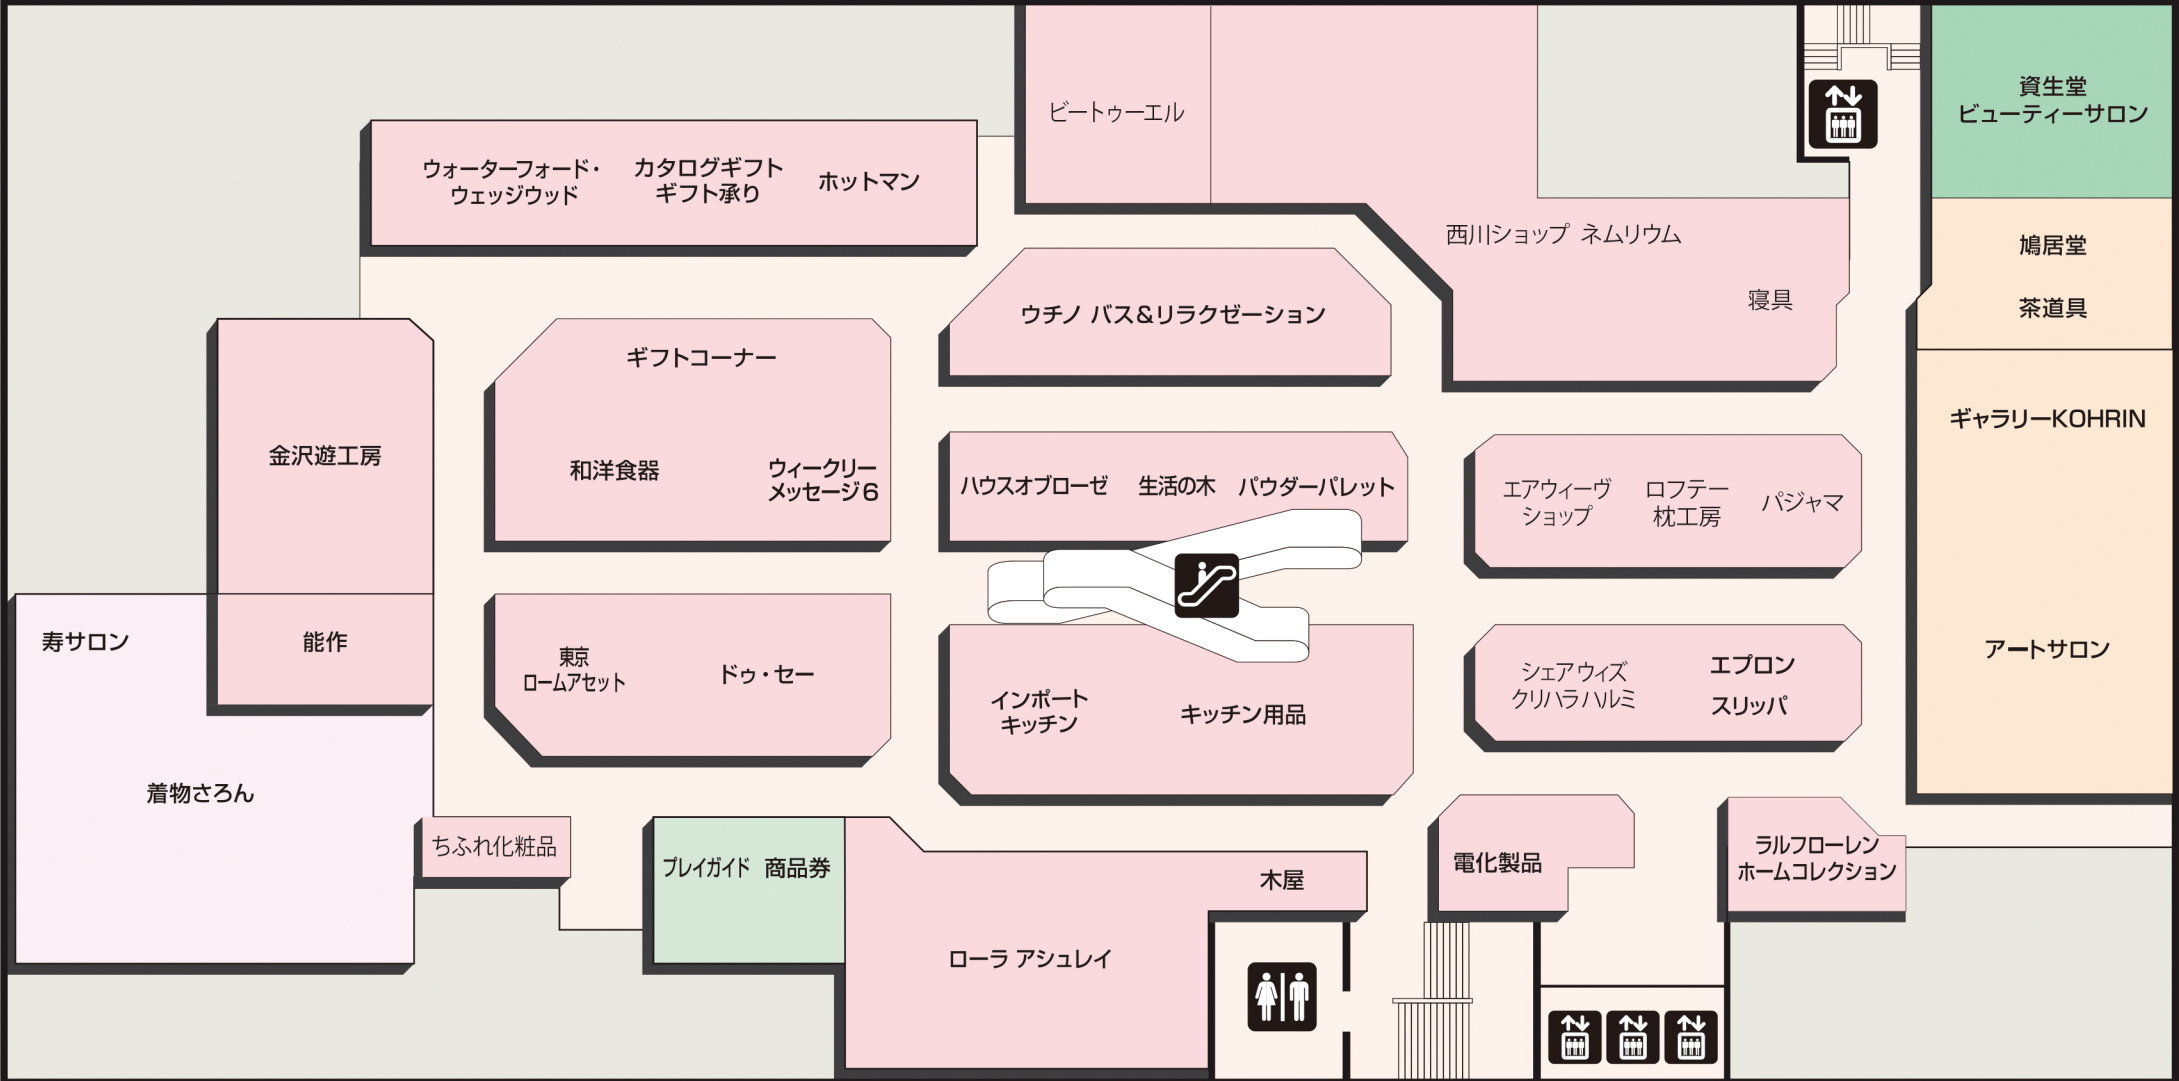 ビートゥーエル
資生堂
ビューティーサロン
ウォーターフォード・
ウェッジウッド
カタログギフト
ギフト承り
ホットマン
西川ショップ ネムリウム
寝具
鳩居堂
茶道具
ウチノ バス&リラクゼーション
ギフトコーナー
和洋食器
ウィークリー
メッセージ6
金沢遊工房
ハウスオブローゼ
生活の木
パウダーパレット
エアウィーヴ
ショップ
ロフテー
枕工房
パジャマ
ギャラリーKOHRIN
アートサロン
寿サロン
能作
着物さろん
東京
ロームアセット
ドゥ・セー
インポート
キッチン
キッチン用品
シェアウィズ
クリハラハルミ
エプロン
スリッパ
ちふれ化粧品
プレイガイド
商品券
木屋
ローラ アシュレイ
電化製品
ラルフローレン
ホームコレクション